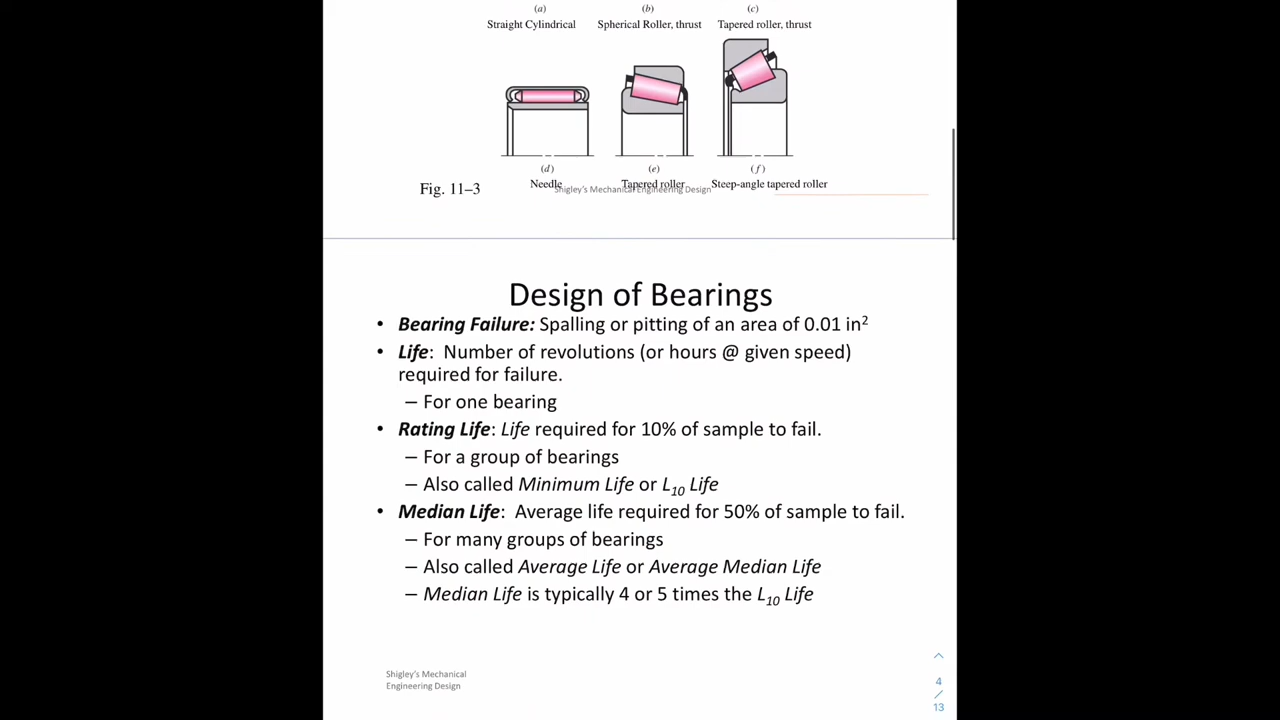 (a) (b) (c)
Straight Cylindrical Spherical Roller, thrust Tapered roller, thrust
(d) (e) (f)
Needle Tapered roller Steep-angle tapered roller
Fig. 11–3
Shigley's Mechanical Engineering Design
Design of Bearings
• Bearing Failure: Spalling or pitting of an area of 0.01 in²
• Life: Number of revolutions (or hours @ given speed)
required for failure.
– For one bearing
• Rating Life: Life required for 10% of sample to fail.
– For a group of bearings
– Also called Minimum Life or L₁₀ Life
• Median Life: Average life required for 50% of sample to fail.
– For many groups of bearings
– Also called Average Life or Average Median Life
– Median Life is typically 4 or 5 times the L₁₀ Life
Shigley's Mechanical
Engineering Design
4
/
13